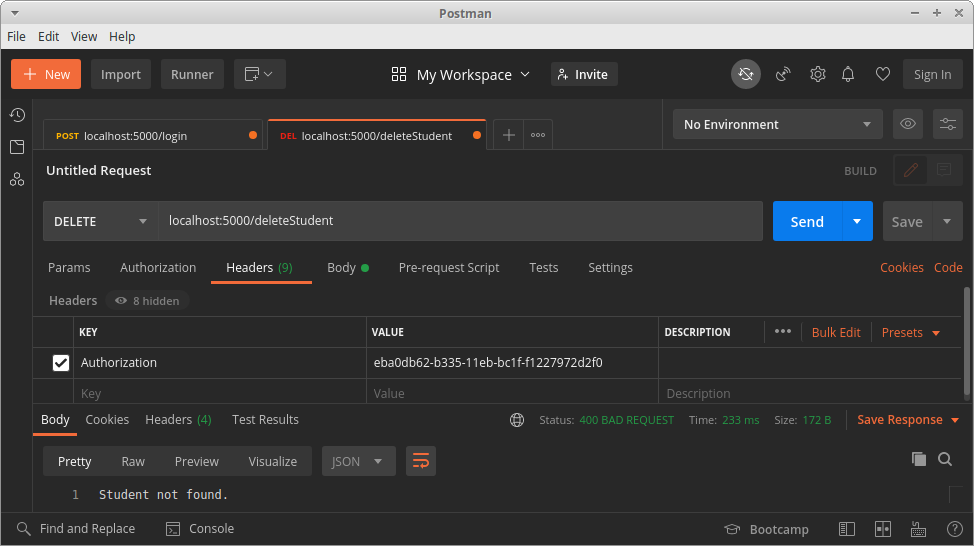 Postman
File Edit View Help
New Import Runner My Workspace Invite Sign In
POST localhost:5000/login DEL localhost:5000/deleteStudent No Environment
Untitled Request BUILD
DELETE localhost:5000/deleteStudent Send Save
Params Authorization Headers (9) Body Pre-request Script Tests Settings Cookies Code
Headers 8 hidden
KEY VALUE DESCRIPTION Bulk Edit Presets
Authorization eba0db62-b335-11eb-bc1f-f1227972d2f0
Key Value Description
Body Cookies Headers (4) Test Results Status: 400 BAD REQUEST Time: 233 ms Size: 172 B Save Response
Pretty Raw Preview Visualize JSON
1 Student not found.
Find and Replace Console Bootcamp